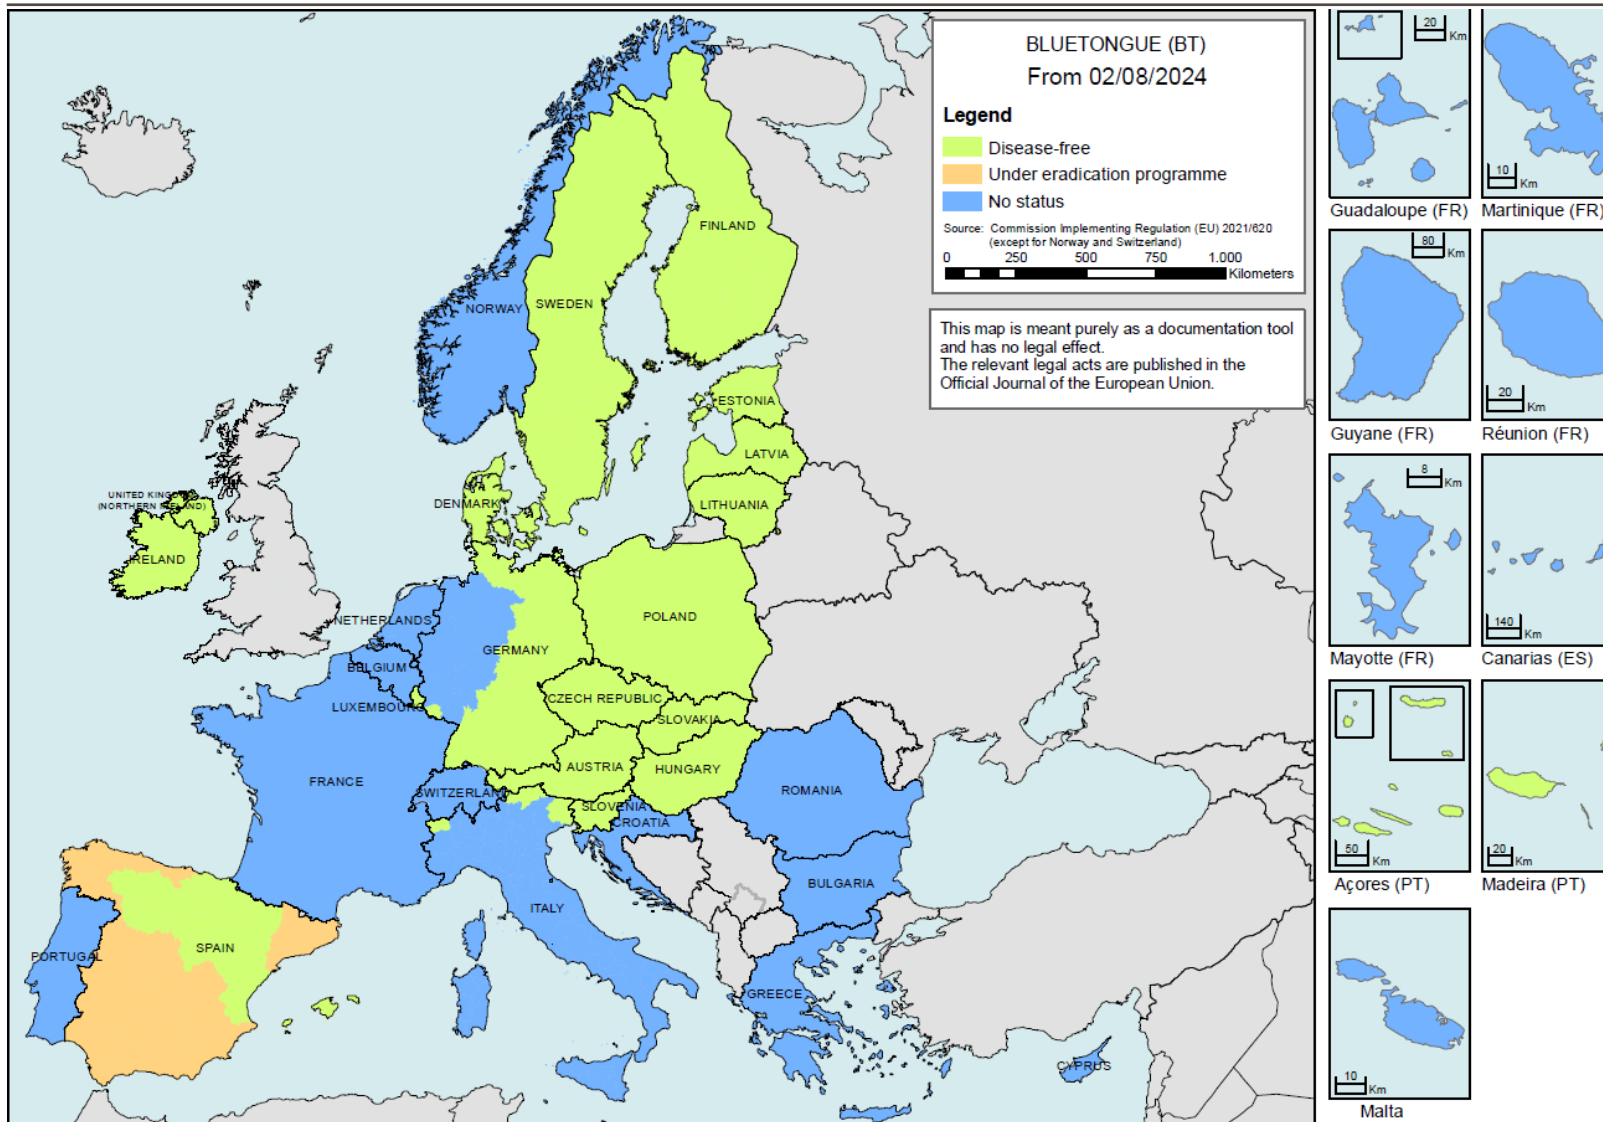 BLUETONGUE (BT)
From 02/08/2024
Legend
Disease-free
Under eradication programme
No status
Source: Commission Implementing Regulation (EU) 2021/620
(except for Norway and Switzerland)
0 250 500 750 1.000
Kilometers
This map is meant purely as a documentation tool
and has no legal effect.
The relevant legal acts are published in the
Official Journal of the European Union.
FINLAND
SWEDEN
NORWAY
ESTONIA
LATVIA
LITHUANIA
DENMARK
UNITED KINGDOM
(NORTHERN IRELAND)
IRELAND
NETHERLANDS
POLAND
GERMANY
BELGIUM
LUXEMBOURG
CZECH REPUBLIC
SLOVAKIA
AUSTRIA
HUNGARY
FRANCE
SWITZERLAND
SLOVENIA
CROATIA
ROMANIA
BULGARIA
ITALY
SPAIN
PORTUGAL
GREECE
CYPRUS
20
Km
Guadaloupe (FR)
10
Km
Martinique (FR)
80
Km
Guyane (FR)
20
Km
Réunion (FR)
8
Km
Mayotte (FR)
140
Km
Canarias (ES)
50
Km
Açores (PT)
20
Km
Madeira (PT)
10
Km
Malta